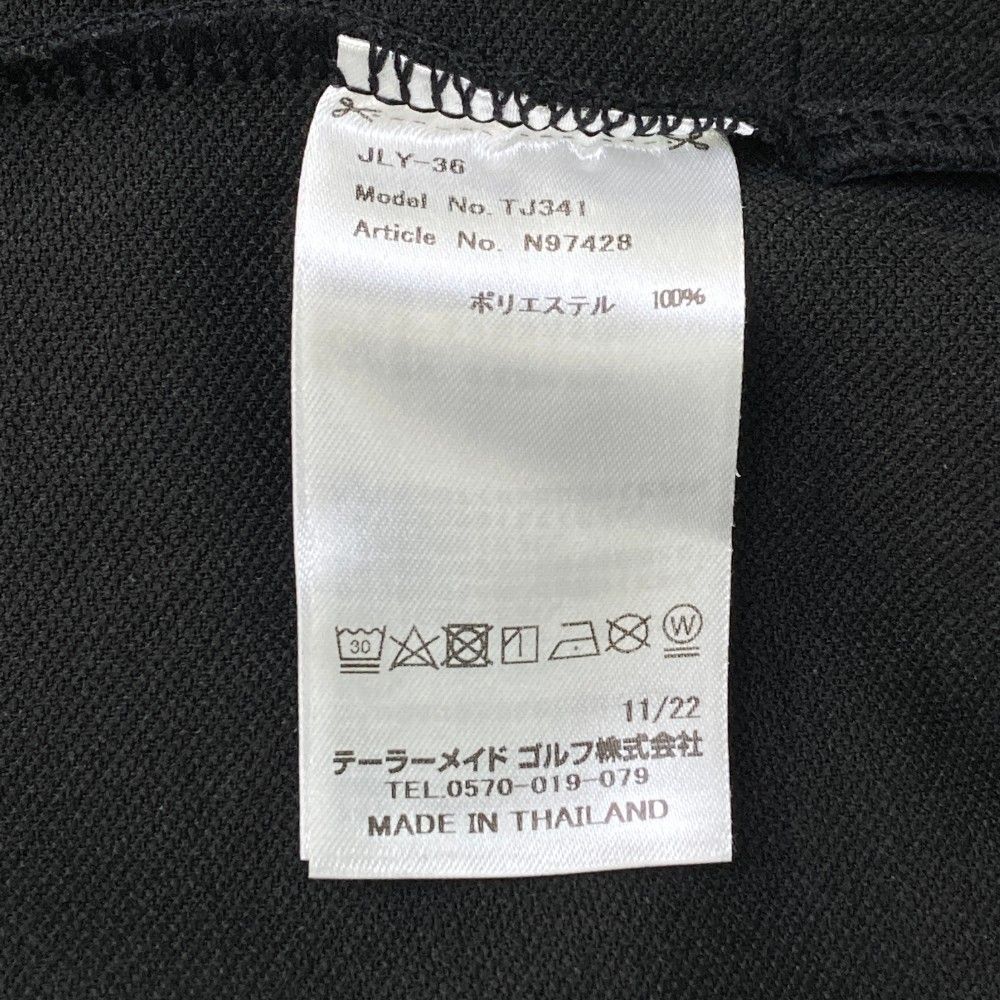 JLY-36
Model No. TJ341
Article No. N97428
ポリエステル 100%
30 W
11/22
テーラーメイド ゴルフ株式会社
TEL.0570-019-079
MADE IN THAILAND